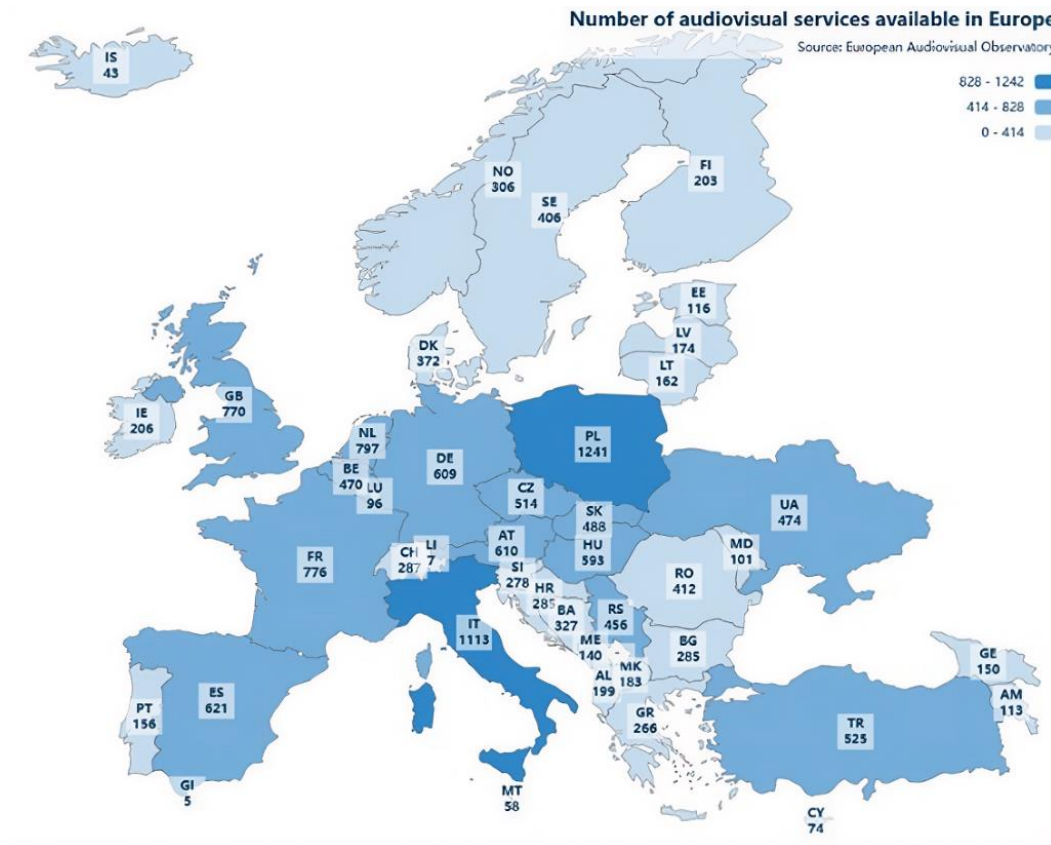 Number of audiovisual services available in Europe
Source: European Audiovisual Observatory
828 - 1242
414 - 828
0 - 414
IS
43
NO
306
SE
406
FI
203
EE
116
LV
174
LT
162
DK
372
IE
206
GB
770
NL
797
BE
470
LU
96
DE
609
PL
1241
CZ
514
SK
488
UA
474
AT
610
HU
593
MD
101
FR
776
CH
287
LI
7
SI
278
HR
285
BA
327
RS
456
RO
412
IT
1113
ME
140
MK
183
BG
285
AL
199
GR
266
GE
150
AM
113
TR
525
PT
156
ES
621
GI
5
MT
58
CY
74